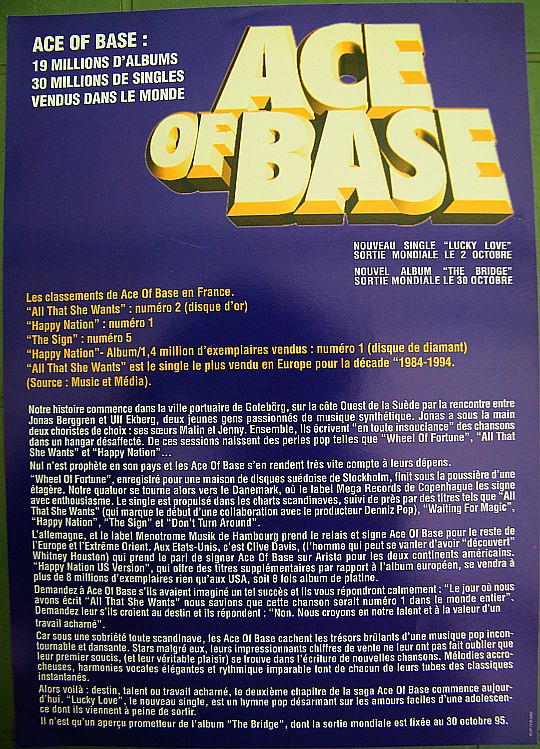 ACE OF BASE :
19 MILLIONS D'ALBUMS
30 MILLIONS DE SINGLES
VENDUS DANS LE MONDE
ACE
OF BASE
NOUVEAU SINGLE "LUCKY LOVE"
SORTIE MONDIALE LE 2 OCTOBRE
NOUVEL ALBUM "THE BRIDGE"
SORTIE MONDIALE LE 30 OCTOBRE
Les classements de Ace Of Base en France.
"All That She Wants" : numéro 2 (disque d'or)
"Happy Nation" : numéro 1
"The Sign" : numéro 5
"Happy Nation"- Album/1,4 million d'exemplaires vendus : numéro 1 (disque de diamant)
"All That She Wants" est le single le plus vendu en Europe pour la décade "1984-1994.
(Source : Music et Média).
Notre histoire commence dans la ville portuaire de Gotebörg, sur la côte Ouest de la Suède par la rencontre entre
Jonas Berggren et Ulf Ekberg, deux jeunes gens passionnés de musique synthétique. Jonas a sous la main
deux choristes de choix : ses sœurs Malin et Jenny. Ensemble, ils écrivent "en toute insouciance" des chansons
dans un hangar désaffecté. De ces sessions naissent des perles pop telles que "Wheel Of Fortune", "All That
She Wants" et "Happy Nation"...
Nul n'est prophète en son pays et les Ace Of Base s'en rendent très vite compte à leurs dépens.
"Wheel Of Fortune", enregistré pour une maison de disques suédoise de Stockholm, finit sous la poussière d'une
étagère. Notre quatuor se tourne alors vers le Danemark, où le label Mega Records de Copenhague les signe
avec enthousiasme. Le single est propulsé dans les charts scandinaves, suivi de près par des titres tels que "All
That She Wants" (qui marque le début d'une collaboration avec le producteur Denniz Pop), "Waiting For Magic",
"Happy Nation", "The Sign" et "Don't Turn Around".
L'allemagne, et le label Menotrome Musik de Hambourg prend le relais et signe Ace Of Base pour le reste de
l'Europe et l'Extrême Orient. Aux Etats-Unis, c'est Clive Davis, (l'homme qui peut se vanter d'avoir "découvert"
Whitney Houston) qui prend le pari de signer Ace Of Base sur Arista pour les deux continents américains.
"Happy Nation US Version", qui offre des titres supplémentaires par rapport à l'album européen, se vendra à
plus de 8 millions d'exemplaires rien qu'aux USA, soit 8 fois album de platine.
Demandez à Ace Of Base s'ils avaient imaginé un tel succès et ils vous répondront calmement : "Le jour où nous
avons écrit "All That She Wants" nous savions que cette chanson serait numéro 1 dans le monde entier".
Demandez leur s'ils croient au destin et ils répondent : "Non. Nous croyons en notre talent et à la valeur d'un
travail acharné".
Car sous une sobriété toute scandinave, les Ace Of Base cachent les trésors brûlants d'une musique pop incon-
tournable et dansante. Stars malgré eux, leurs impressionnants chiffres de vente ne leur ont pas fait oublier que
leur premier soucis, (et leur véritable plaisir) se trouve dans l'écriture de nouvelles chansons. Mélodies accro-
cheuses, harmonies vocales élégantes et rythmique imparable font de chacun de leurs tubes des classiques
instantanés.
Alors voilà : destin, talent ou travail acharné, le deuxième chapitre de la saga Ace Of Base commence aujour-
d'hui. "Lucky Love", le nouveau single, est un hymne pop désarmant sur les amours faciles d'une adolescen-
ce dont ils viennent à peine de sortir.
Il n'est qu'un aperçu prometteur de l'album "The Bridge", dont la sortie mondiale est fixée au 30 octobre 95.